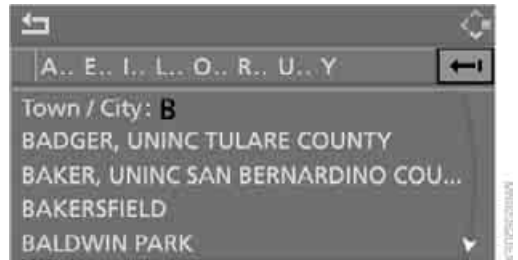 A.. E.. I.. L.. O.. R.. U.. Y
Town / City: B
BADGER, UNINC TULARE COUNTY
BAKER, UNINC SAN BERNARDINO COU...
BAKERSFIELD
BALDWIN PARK